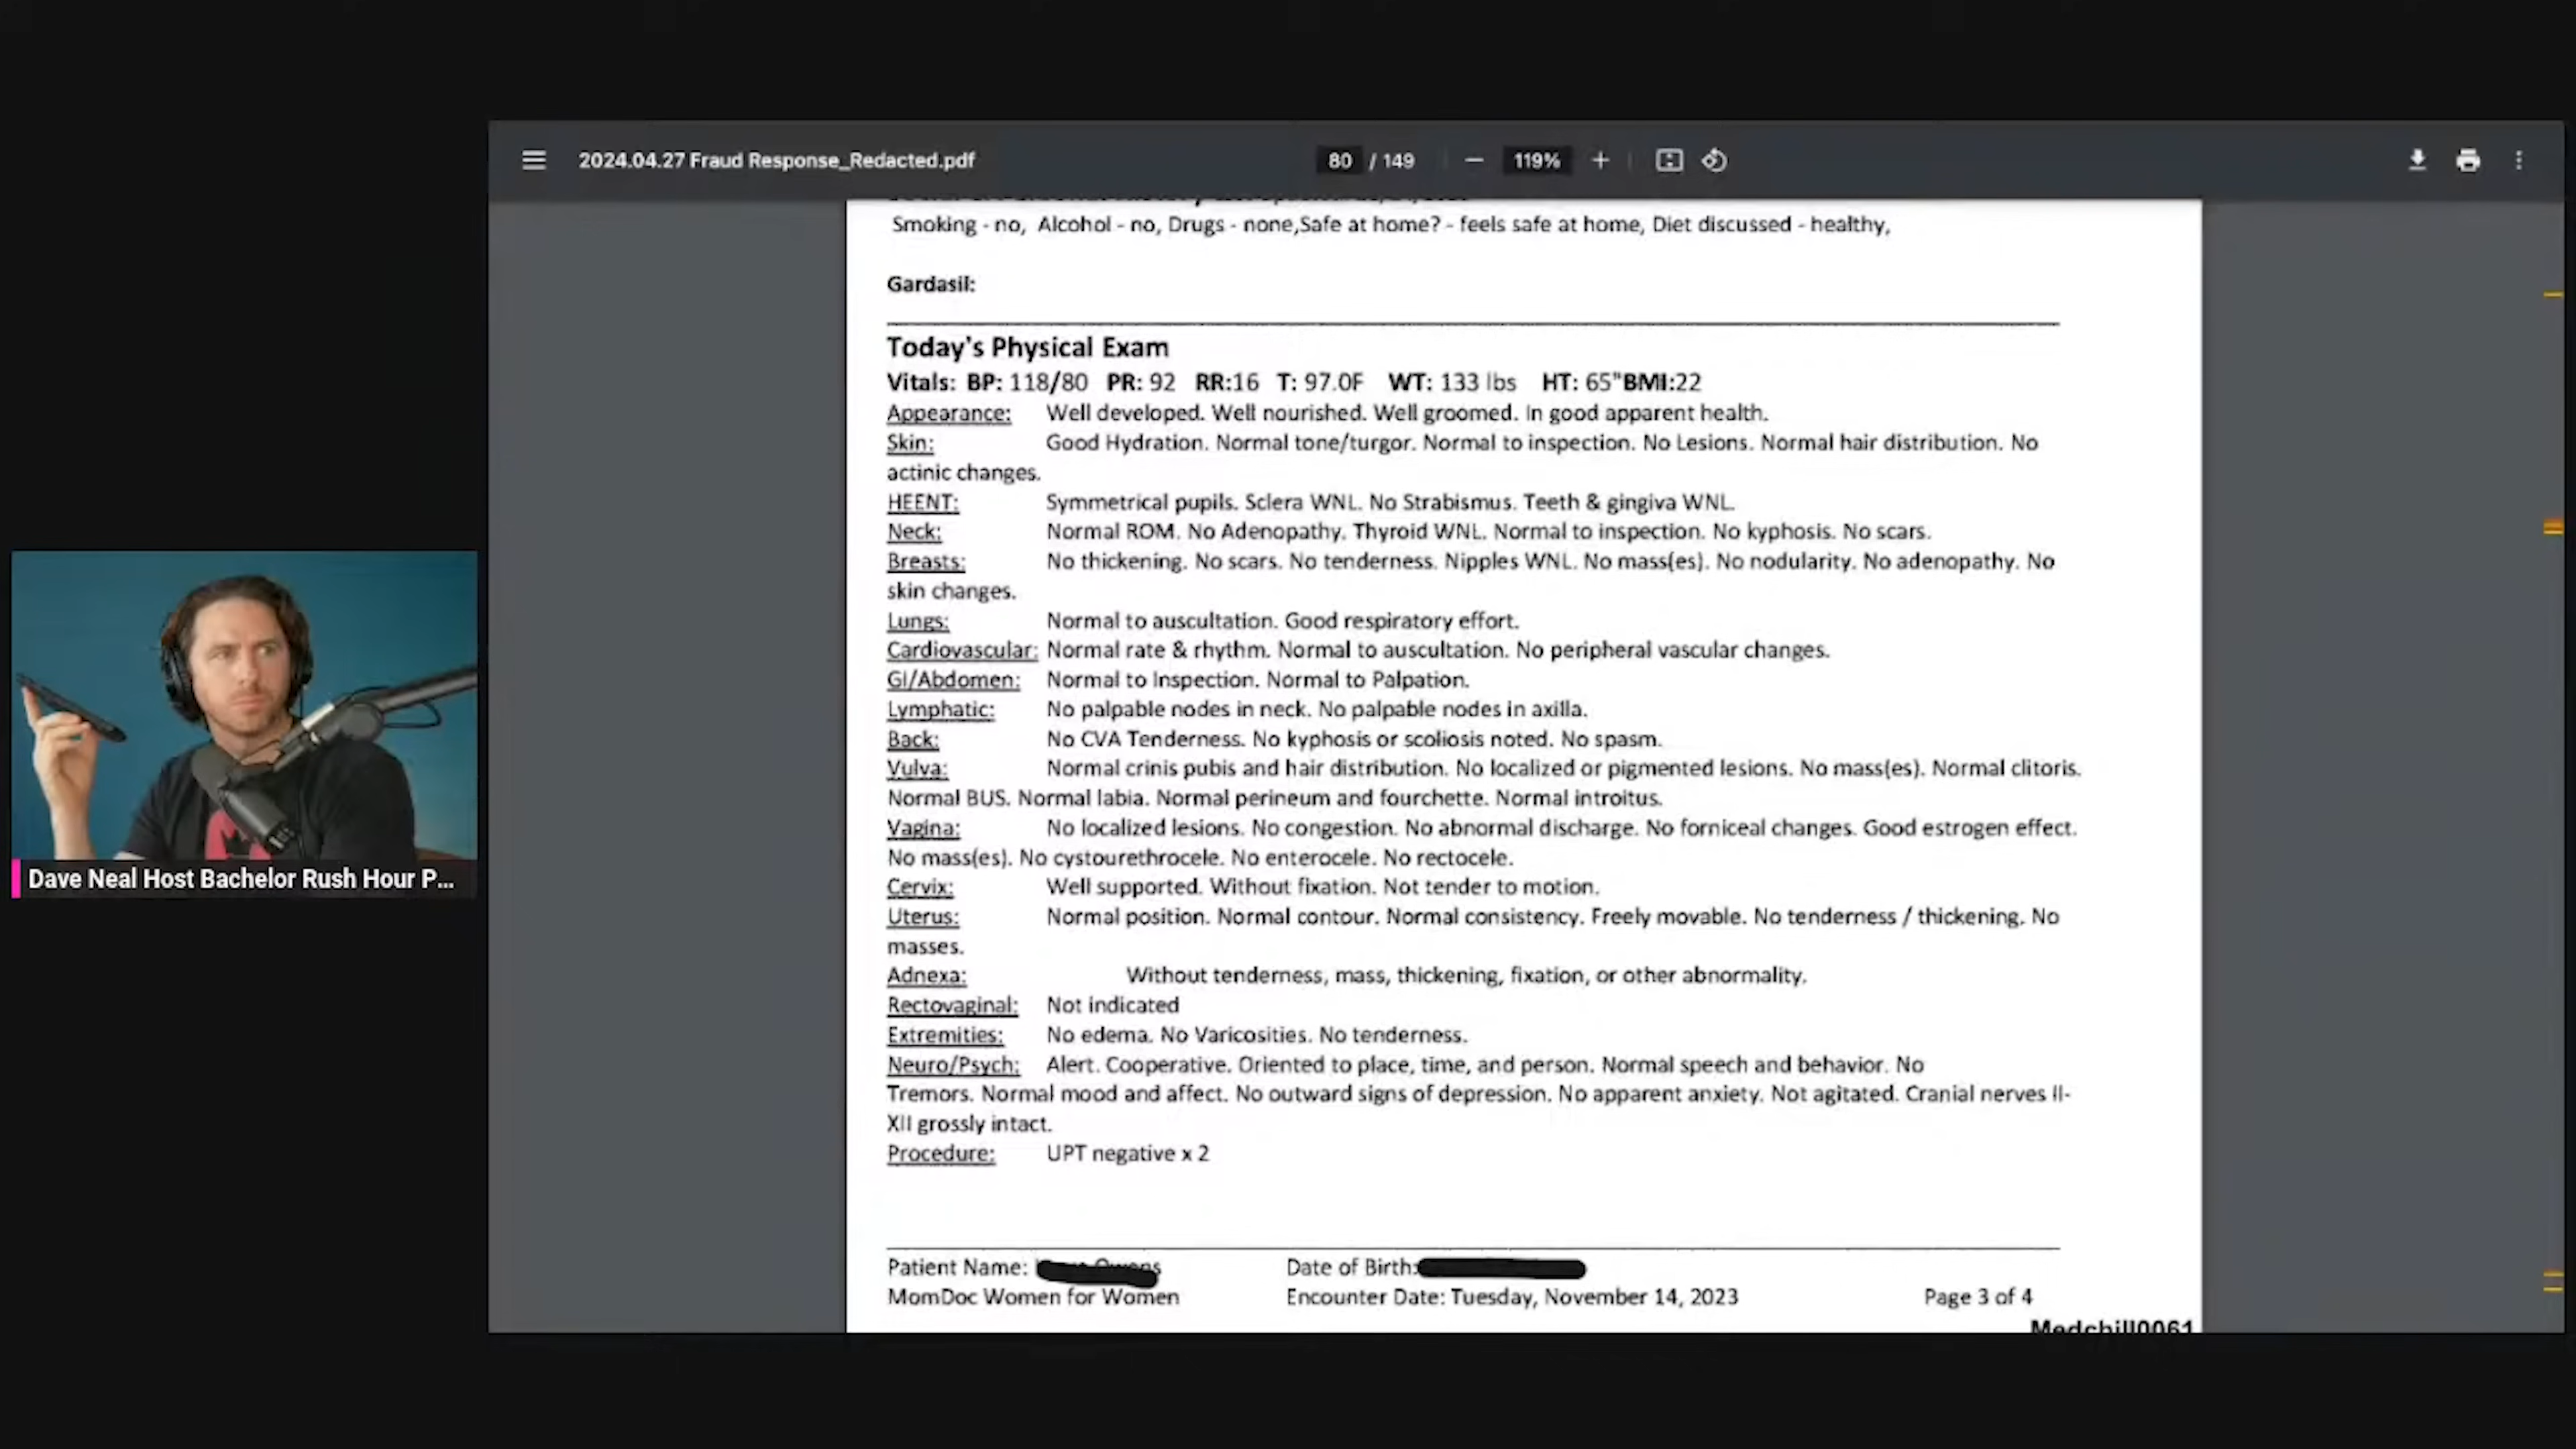 2024.04.27 Fraud Response_Redacted.pdf
80 / 149
119%
Smoking - no, Alcohol - no, Drugs - none,Safe at home? - feels safe at home, Diet discussed - healthy,
Gardasil:
Today's Physical Exam
Vitals: BP: 118/80 PR: 92 RR:16 T: 97.0F WT: 133 lbs HT: 65"BMI:22
Appearance: Well developed. Well nourished. Well groomed. In good apparent health.
Skin: Good Hydration. Normal tone/turgor. Normal to inspection. No Lesions. Normal hair distribution. No
actinic changes.
HEENT: Symmetrical pupils. Sclera WNL. No Strabismus. Teeth & gingiva WNL.
Neck: Normal ROM. No Adenopathy. Thyroid WNL. Normal to inspection. No kyphosis. No scars.
Breasts: No thickening. No scars. No tenderness. Nipples WNL. No mass(es). No nodularity. No adenopathy. No
skin changes.
Lungs: Normal to auscultation. Good respiratory effort.
Cardiovascular: Normal rate & rhythm. Normal to auscultation. No peripheral vascular changes.
GI/Abdomen: Normal to Inspection. Normal to Palpation.
Lymphatic: No palpable nodes in neck. No palpable nodes in axilla.
Back: No CVA Tenderness. No kyphosis or scoliosis noted. No spasm.
Vulva: Normal crinis pubis and hair distribution. No localized or pigmented lesions. No mass(es). Normal clitoris.
Normal BUS. Normal labia. Normal perineum and fourchette. Normal introitus.
Vagina: No localized lesions. No congestion. No abnormal discharge. No forniceal changes. Good estrogen effect.
No mass(es). No cystourethrocele. No enterocele. No rectocele.
Cervix: Well supported. Without fixation. Not tender to motion.
Uterus: Normal position. Normal contour. Normal consistency. Freely movable. No tenderness / thickening. No
masses.
Adnexa: Without tenderness, mass, thickening, fixation, or other abnormality.
Rectovaginal: Not indicated
Extremities: No edema. No Varicosities. No tenderness.
Neuro/Psych: Alert. Cooperative. Oriented to place, time, and person. Normal speech and behavior. No
Tremors. Normal mood and affect. No outward signs of depression. No apparent anxiety. Not agitated. Cranial nerves II-
XII grossly intact.
Procedure: UPT negative x 2
Patient Name: Date of Birth:
MomDoc Women for Women Encounter Date: Tuesday, November 14, 2023 Page 3 of 4
Medchill0061
Dave Neal Host Bachelor Rush Hour P...